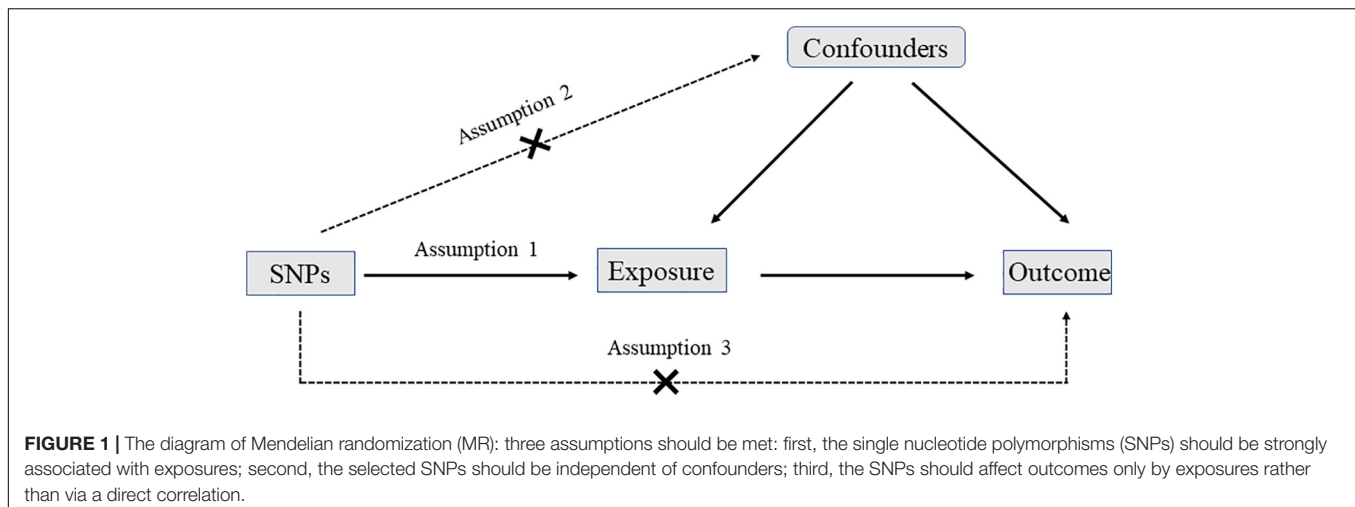 Confounders
Assumption 2
Assumption 1
SNPs
Exposure
Outcome
Assumption 3
FIGURE 1 | The diagram of Mendelian randomization (MR): three assumptions should be met: first, the single nucleotide polymorphisms (SNPs) should be strongly
associated with exposures; second, the selected SNPs should be independent of confounders; third, the SNPs should affect outcomes only by exposures rather
than via a direct correlation.